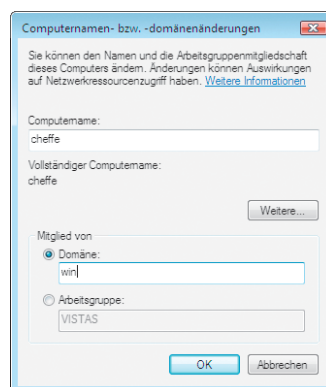 Computernamen- bzw. -domänenänderungen
Sie können den Namen und die Arbeitsgruppenmitgliedschaft
dieses Computers ändern. Änderungen können Auswirkungen
auf Netzwerkressourcenzugriff haben. Weitere Informationen
Computername:
cheffe
Vollständiger Computername:
cheffe
Weitere...
Mitglied von
Domäne:
win
Arbeitsgruppe:
VISTAS
OK Abbrechen